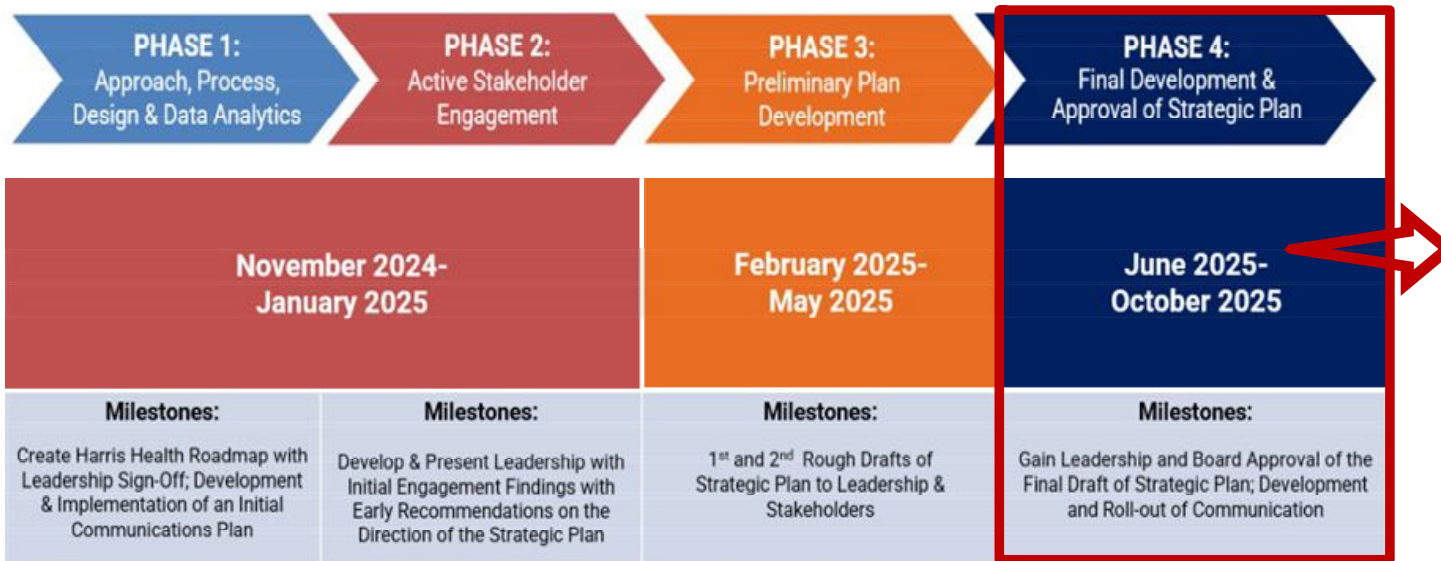 PHASE 1:
Approach, Process,
Design & Data Analytics
PHASE 2:
Active Stakeholder
Engagement
PHASE 3:
Preliminary Plan
Development
PHASE 4:
Final Development &
Approval of Strategic Plan
November 2024-
January 2025
February 2025-
May 2025
June 2025-
October 2025
Milestones:
Create Harris Health Roadmap with
Leadership Sign-Off; Development
& Implementation of an Initial
Communications Plan
Milestones:
Develop & Present Leadership with
Initial Engagement Findings with
Early Recommendations on the
Direction of the Strategic Plan
Milestones:
1st and 2nd Rough Drafts of
Strategic Plan to Leadership &
Stakeholders
Milestones:
Gain Leadership and Board Approval of the
Final Draft of Strategic Plan; Development
and Roll-out of Communication